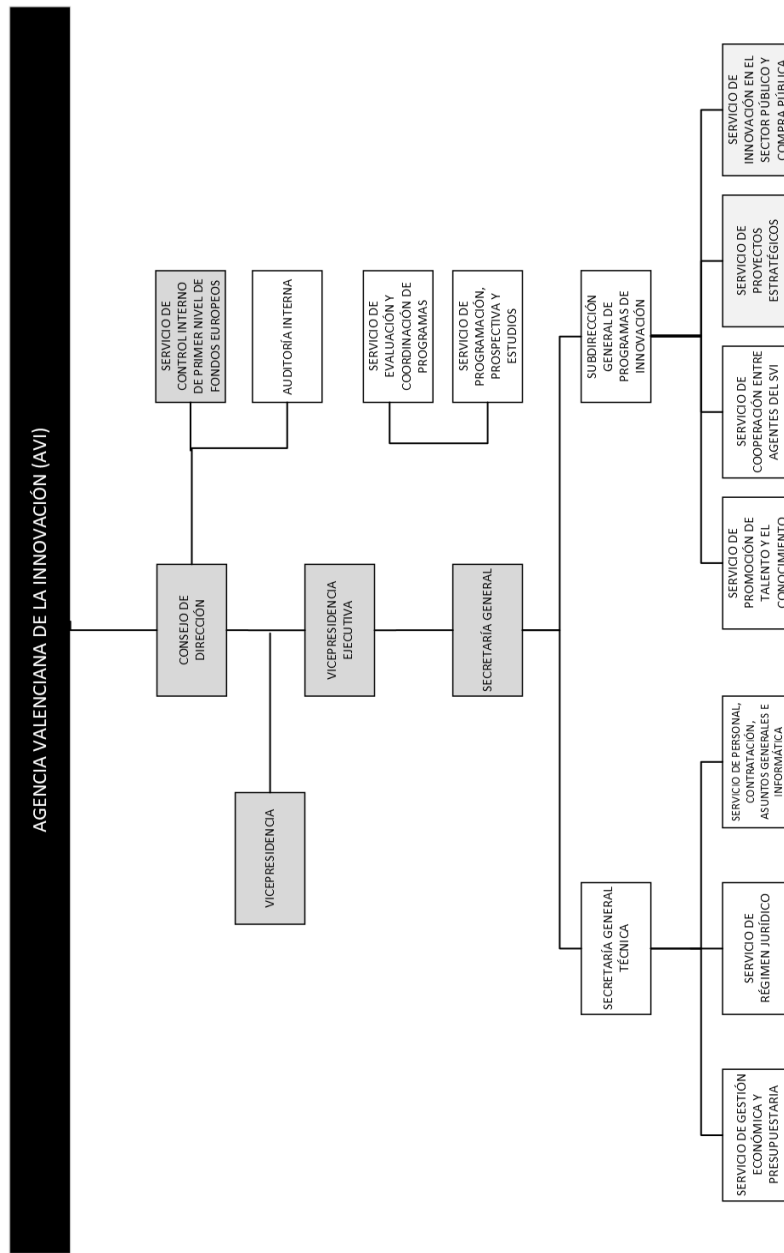 AGENCIA VALENCIANA DE LA INNOVACIÓN (AVI)
CONSEJO DE
DIRECCIÓN
SERVICIO DE
CONTROL INTERNO
DE PRIMER NIVEL DE
FONDOS EUROPEOS
AUDITORÍA INTERNA
VICEPRESIDENCIA
VICEPRESIDENCIA
EJECUTIVA
SERVICIO DE
EVALUACIÓN Y
COORDINACIÓN DE
PROGRAMAS
SERVICIO DE
PROGRAMACIÓN,
PROSPECTIVA Y
ESTUDIOS
SECRETARÍA GENERAL
SECRETARÍA GENERAL
TÉCNICA
SUBDIRECCIÓN
GENERAL DE
PROGRAMAS DE
INNOVACIÓN
SERVICIO DE GESTIÓN
ECONÓMICA Y
PRESUPUESTARIA
SERVICIO DE
RÉGIMEN JURÍDICO
SERVICIO DE PERSONAL,
CONTRATACIÓN,
ASUNTOS GENERALES E
INFORMÁTICA
SERVICIO DE
PROMOCIÓN DE
TALENTO Y EL
CONOCIMIENTO
SERVICIO DE
COOPERACIÓN ENTRE
AGENTES DEL SVI
SERVICIO DE
PROYECTOS
ESTRATÉGICOS
SERVICIO DE
INNOVACIÓN EN EL
SECTOR PÚBLICO Y
COMPRA PÚBLICA